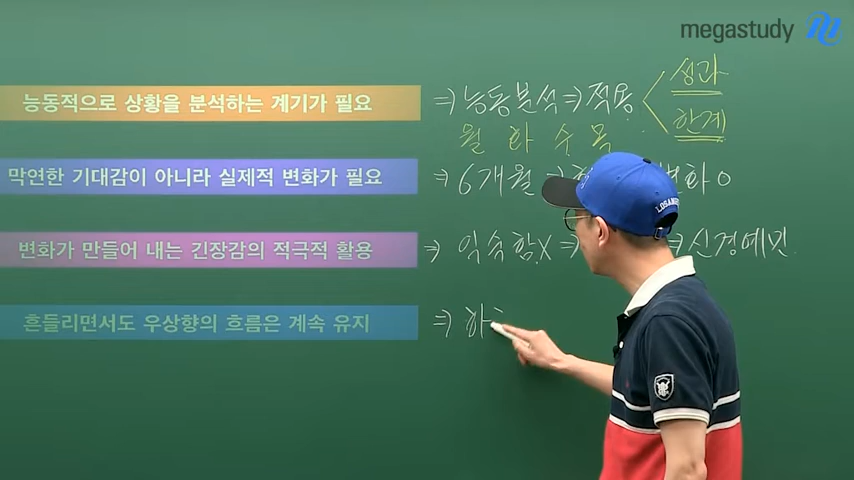 megastudy
능동적으로 상황을 분석하는 계기가 필요 ⇒ 능동분석 ⇒ 적용 < 성과
한계
월 화 수 목
막연한 기대감이 아니라 실제적 변화가 필요 ⇒ 6개월 ⇒ 변화 O
LOS AN
변화가 만들어 내는 긴장감의 적극적 활용 ⇒ 익숙함 X ⇒ ⇒ 신경예민
흔들리면서도 우상향의 흐름은 계속 유지 ⇒